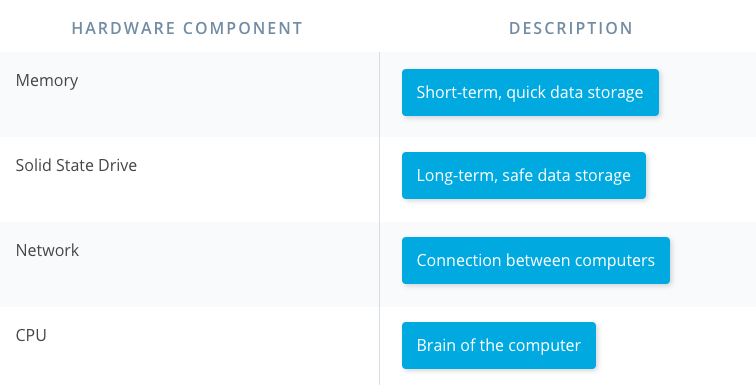 HARDWARE COMPONENT DESCRIPTION
Memory Short-term, quick data storage
Solid State Drive Long-term, safe data storage
Network Connection between computers
CPU Brain of the computer